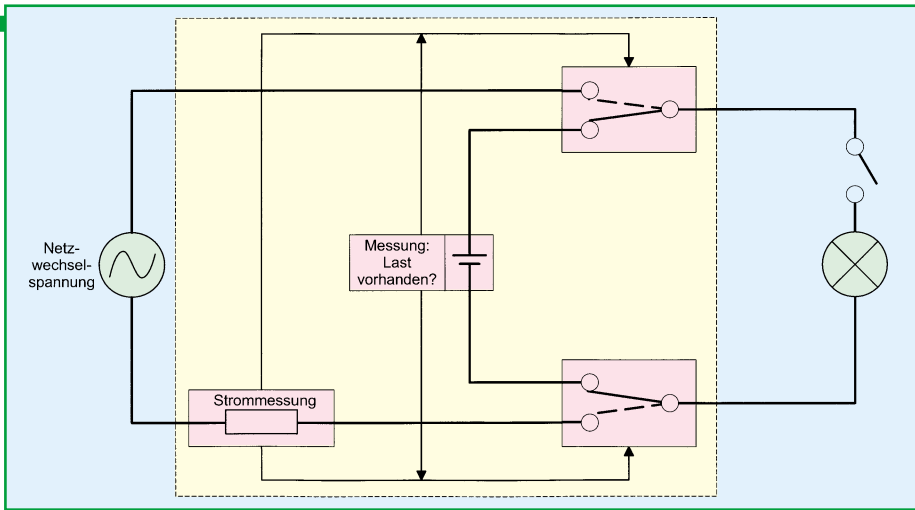 Netz-
wechsel-
spannung
Messung:
Last
vorhanden?
Strommessung